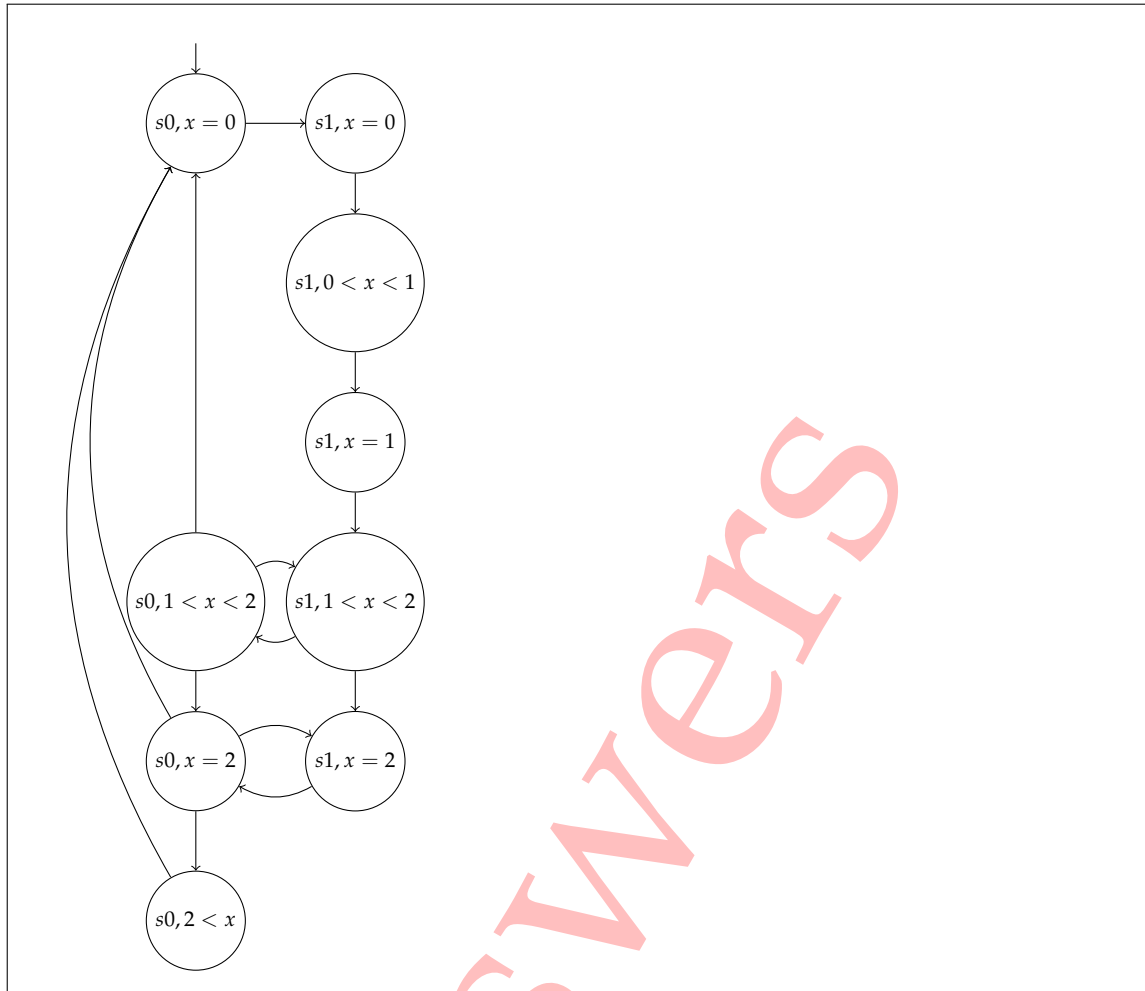 s0, x = 0
s1, x = 0
s1, 0 < x < 1
s1, x = 1
s0, 1 < x < 2
s1, 1 < x < 2
s0, x = 2
s1, x = 2
s0, 2 < x
swers